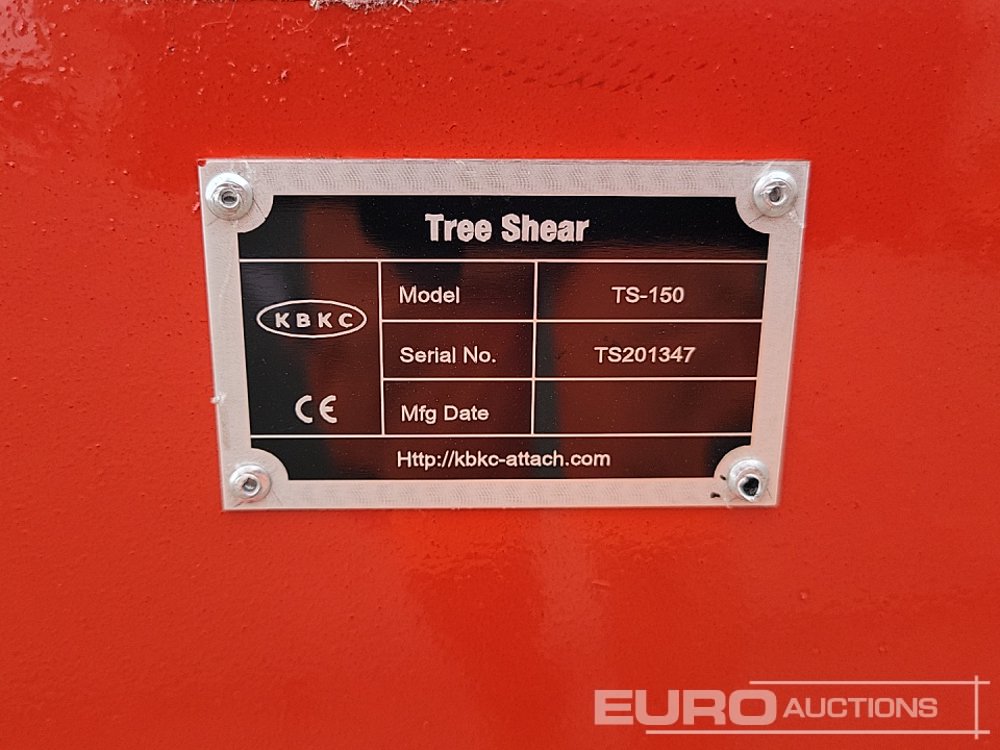 Tree Shear
KBKC
CE
Model TS-150
Serial No. TS201347
Mfg Date
Http://kbkc-attach.com
EURO AUCTIONS